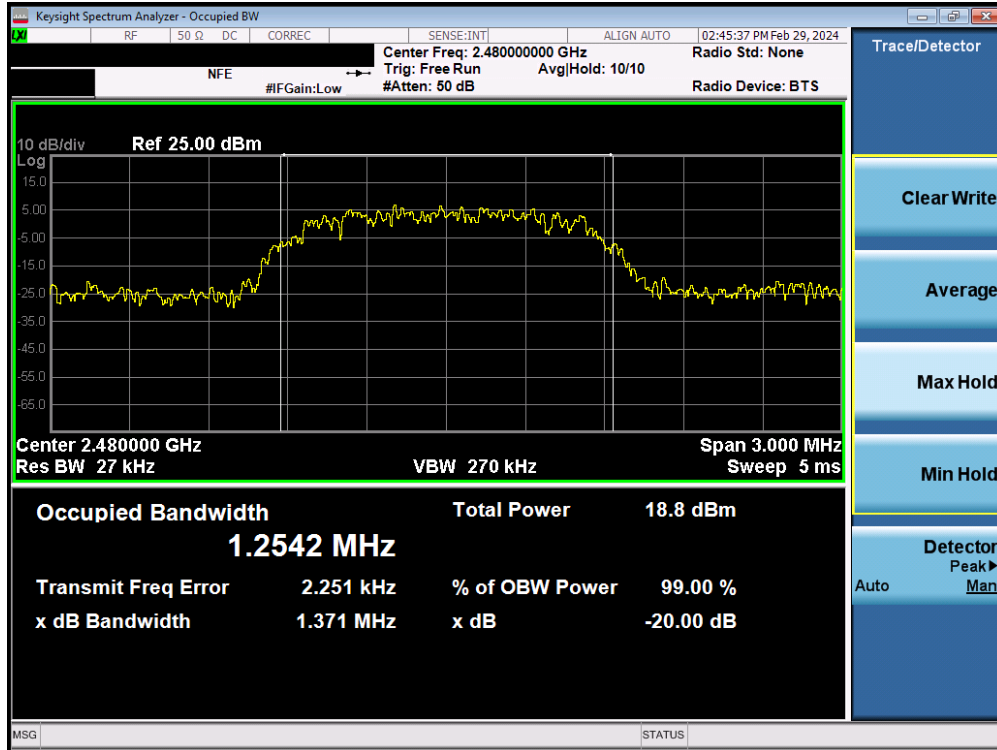 Keysight Spectrum Analyzer - Occupied BW
LXI RF 50 Ω DC CORREC SENSE:INT ALIGN AUTO 02:45:37 PM Feb 29, 2024
Center Freq: 2.480000000 GHz Radio Std: None
NFE Trig: Free Run Avg|Hold: 10/10
#IFGain:Low #Atten: 50 dB Radio Device: BTS
10 dB/div Ref 25.00 dBm
Log
15.0
5.00
-5.00
-15.0
-25.0
-35.0
-45.0
-55.0
-65.0
Center 2.480000 GHz Span 3.000 MHz
Res BW 27 kHz VBW 270 kHz Sweep 5 ms
Occupied Bandwidth Total Power 18.8 dBm
1.2542 MHz
Transmit Freq Error 2.251 kHz % of OBW Power 99.00 %
x dB Bandwidth 1.371 MHz x dB -20.00 dB
MSG STATUS
Trace/Detector
Clear Write
Average
Max Hold
Min Hold
Detector
Peak▶
Auto Man